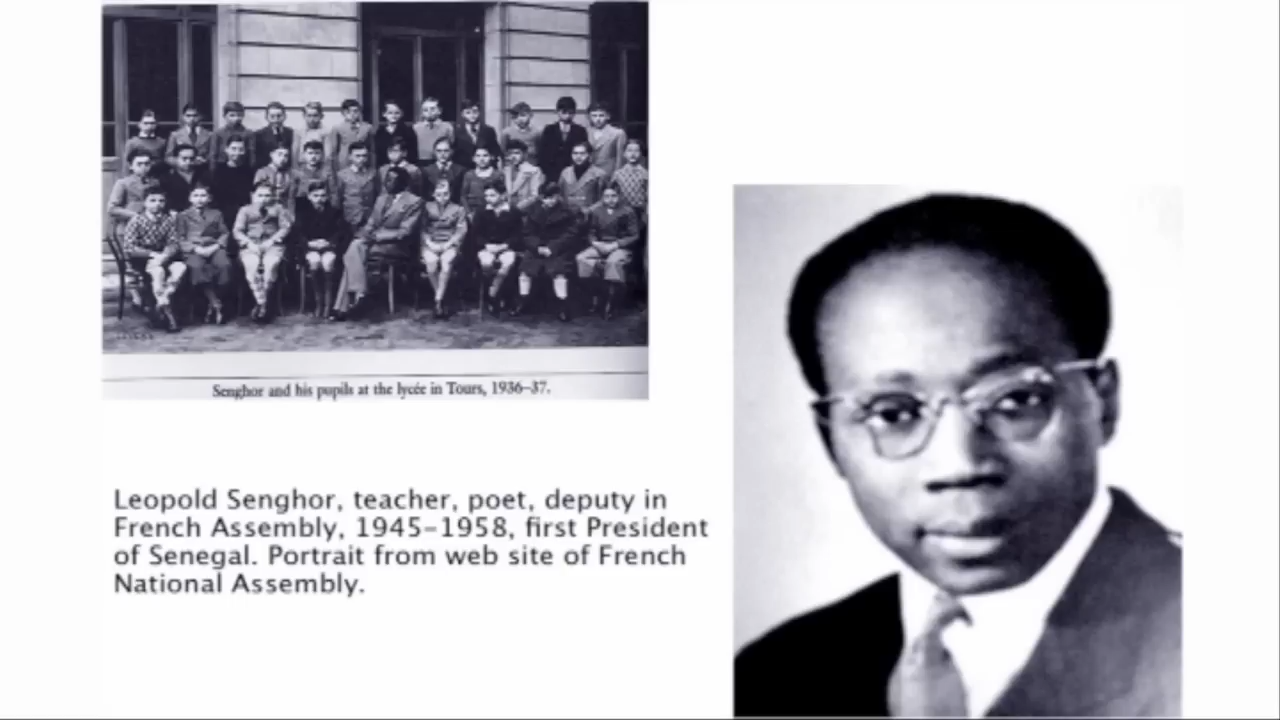 Senghor and his pupils at the lycée in Tours, 1936–37.
Leopold Senghor, teacher, poet, deputy in
French Assembly, 1945–1958, first President
of Senegal. Portrait from web site of French
National Assembly.